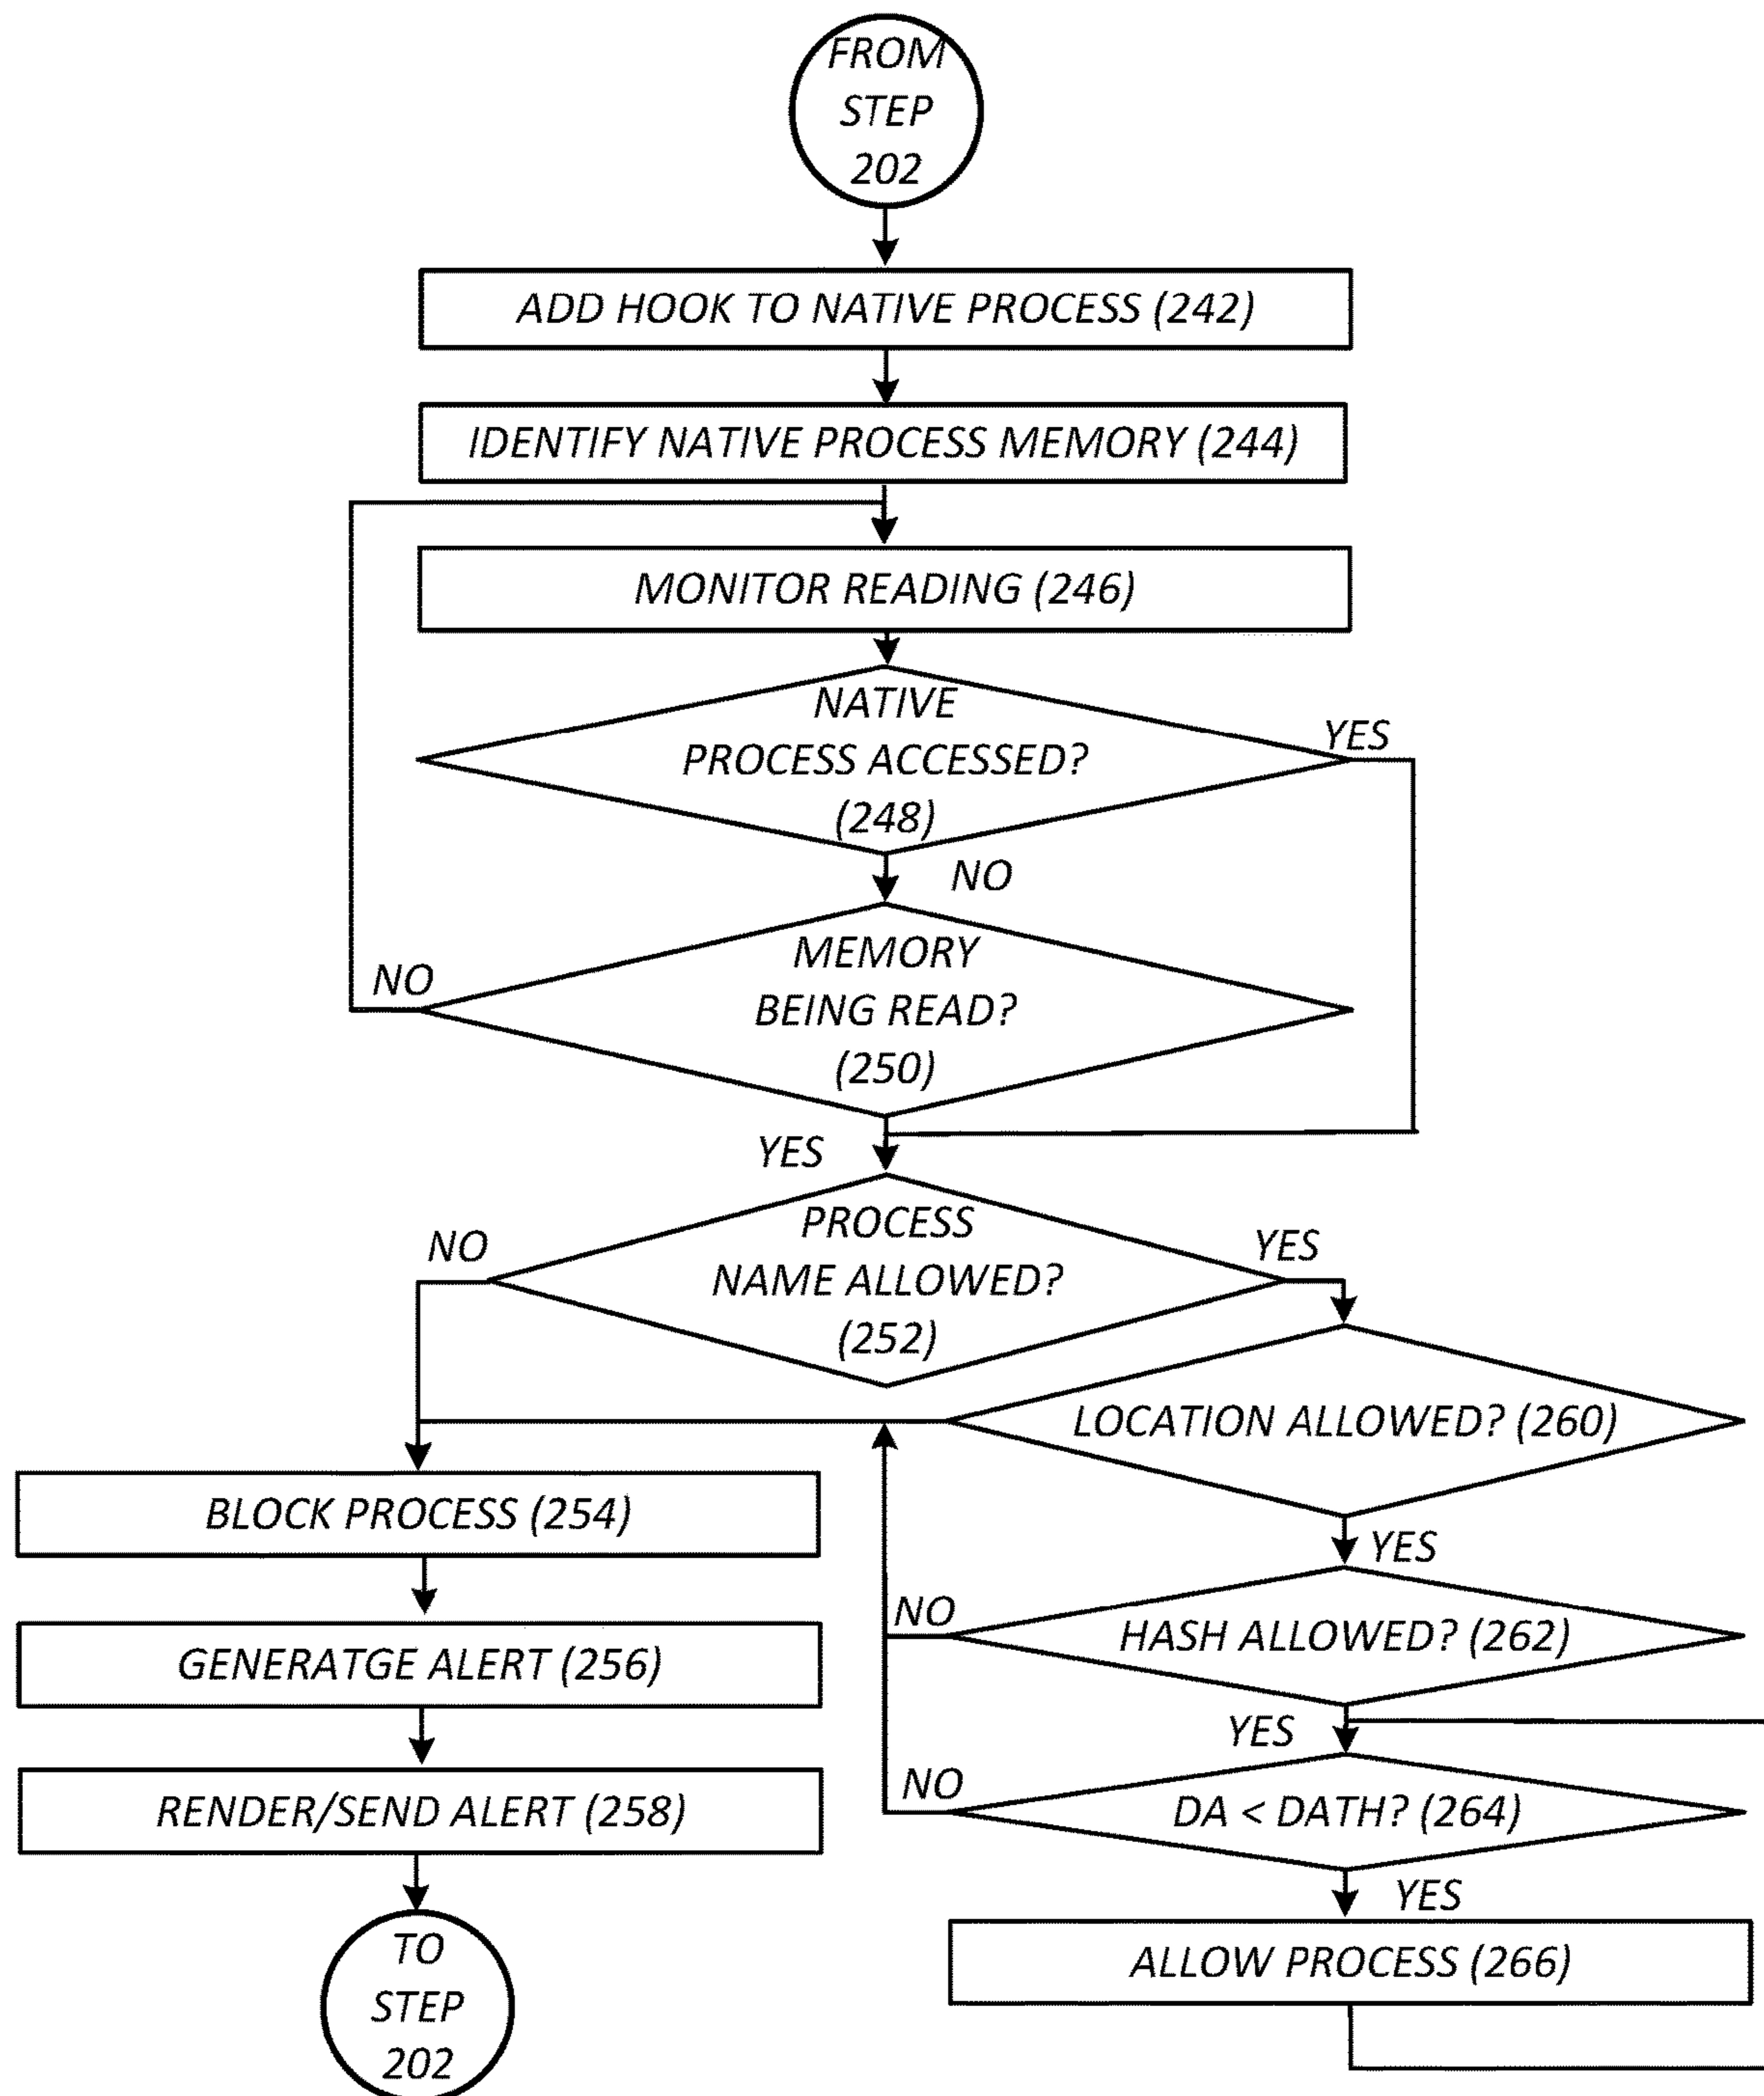 FROM
STEP
202
ADD HOOK TO NATIVE PROCESS (242)
IDENTIFY NATIVE PROCESS MEMORY (244)
MONITOR READING (246)
NATIVE
PROCESS ACCESSED?
(248)
YES
NO
MEMORY
BEING READ?
(250)
NO
YES
PROCESS
NAME ALLOWED?
(252)
NO
YES
LOCATION ALLOWED? (260)
BLOCK PROCESS (254)
YES
NO
HASH ALLOWED? (262)
GENERATGE ALERT (256)
YES
NO
DA < DATH? (264)
RENDER/SEND ALERT (258)
YES
ALLOW PROCESS (266)
TO
STEP
202